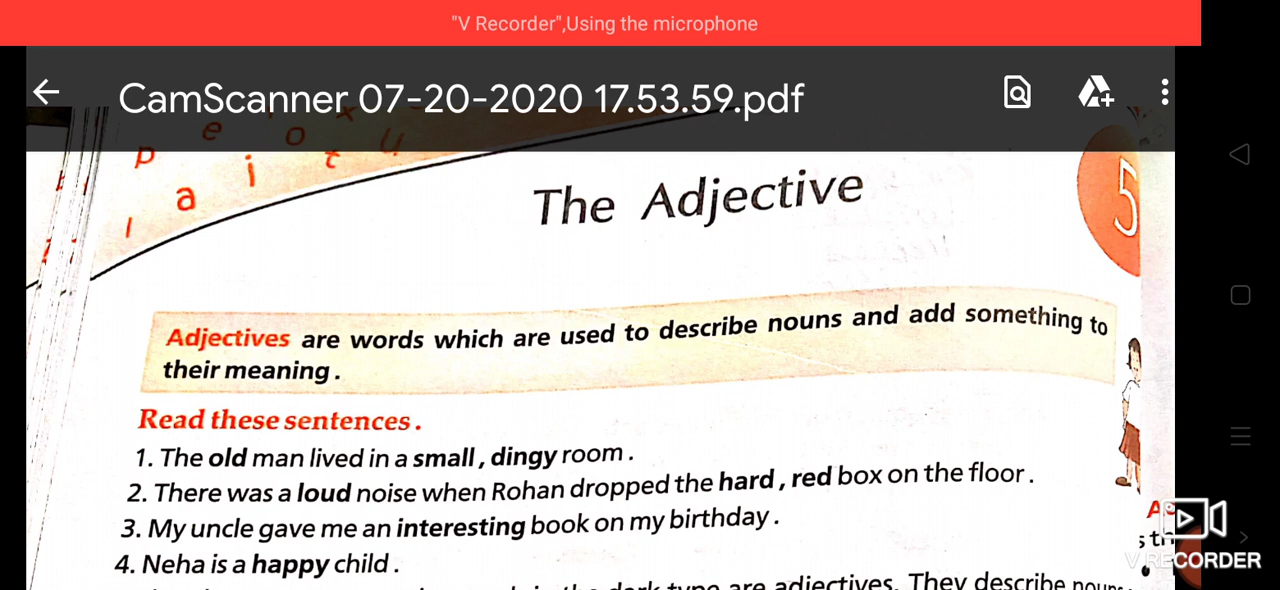 "V Recorder",Using the microphone
CamScanner 07-20-2020 17.53.59.pdf
p e o x
l a i t u
The Adjective
5
Adjectives are words which are used to describe nouns and add something to
their meaning.
Read these sentences.
1. The old man lived in a small, dingy room.
2. There was a loud noise when Rohan dropped the hard, red box on the floor.
3. My uncle gave me an interesting book on my birthday.
4. Neha is a happy child.
are adjectives. They describe
V RECORDER